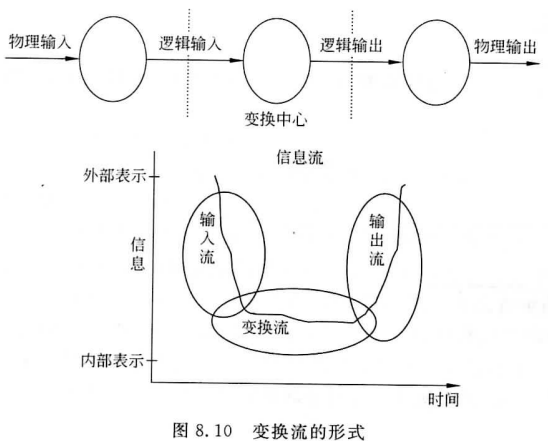 物理输入
逻辑输入
逻辑输出
物理输出
变换中心
信息流
外部表示
信息
输入流
输出流
变换流
内部表示
时间
图 8.10 变换流的形式